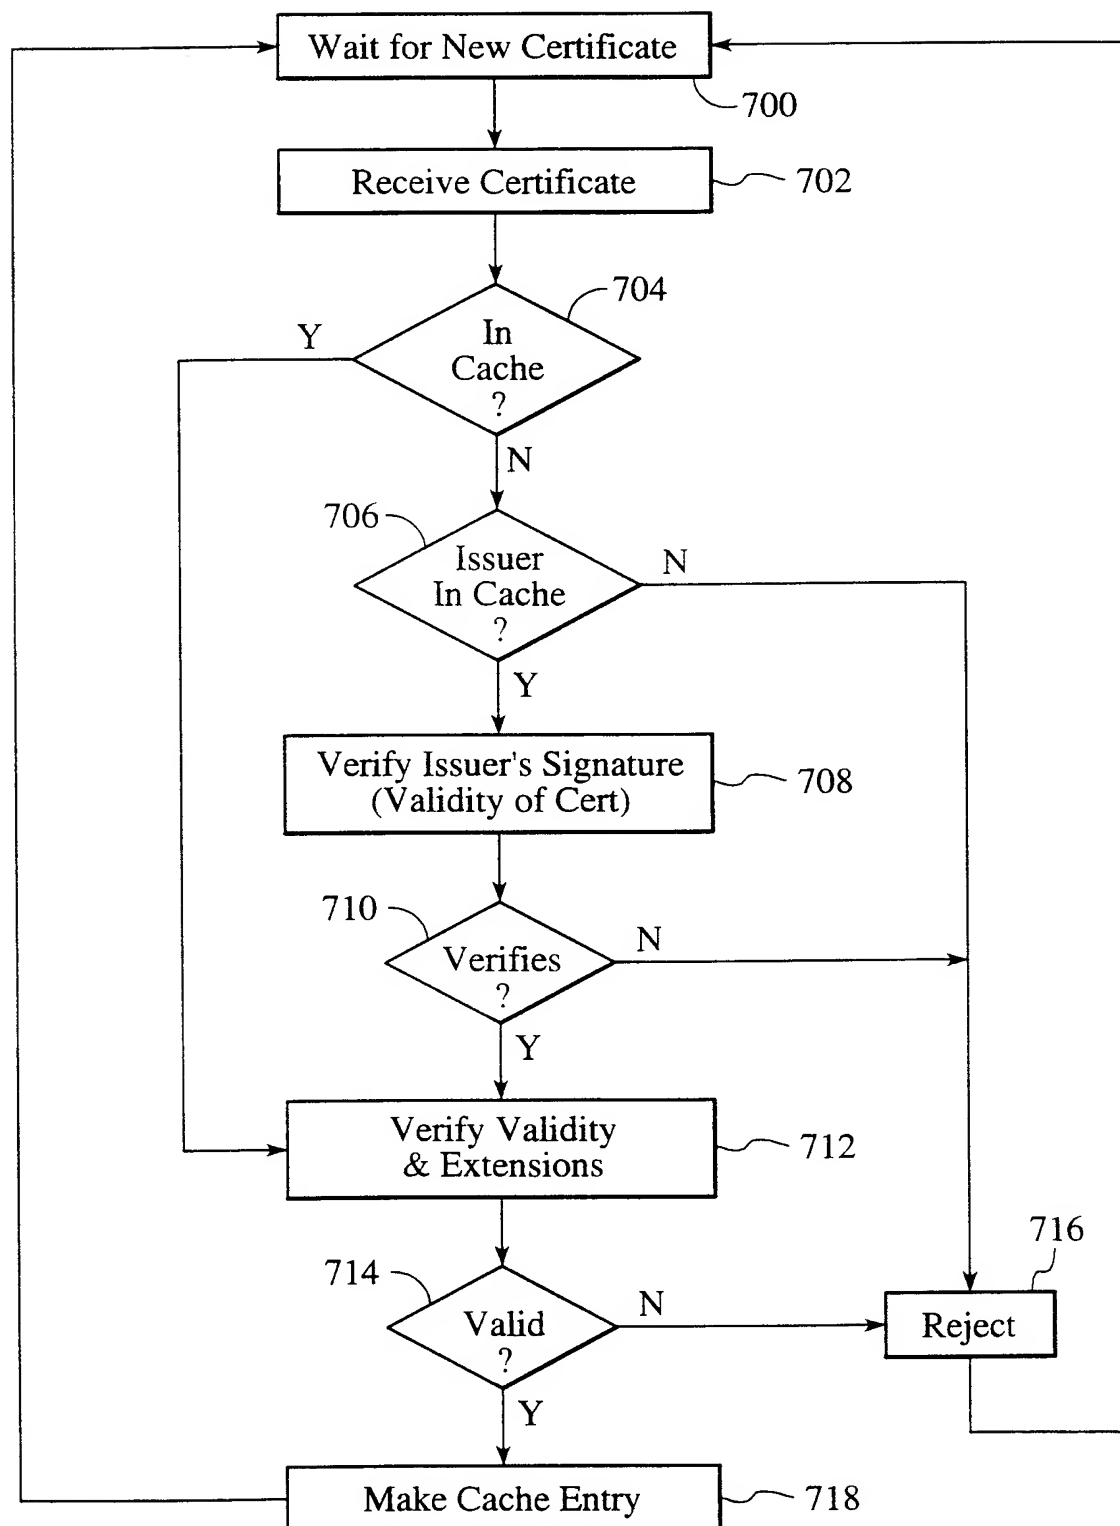 Wait for New Certificate
700
Receive Certificate
702
704
Y
In
Cache
?
N
706
Issuer
In Cache
?
N
Y
Verify Issuer's Signature
(Validity of Cert)
708
710
Verifies
?
N
Y
Verify Validity
& Extensions
712
714
Valid
?
N
716
Reject
Y
Make Cache Entry
718